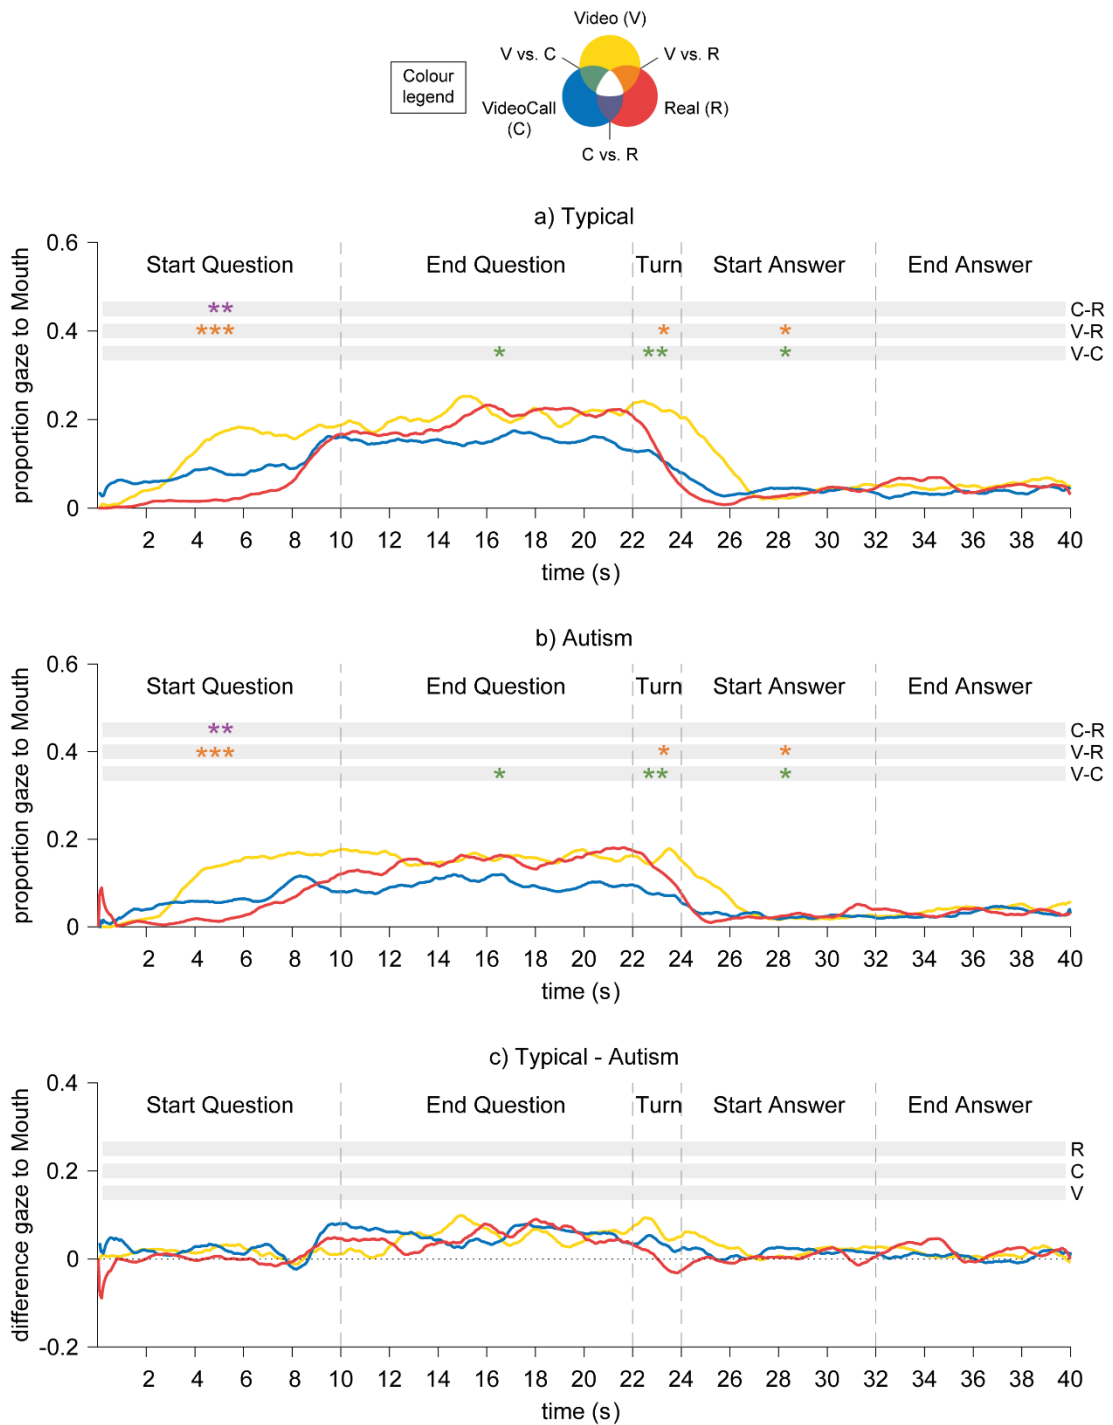 Video (V)
V vs. C
V vs. R
Colour
legend
VideoCall
(C)
Real (R)
C vs. R
a) Typical
proportion gaze to Mouth
0.6
0.4
0.2
0
Start Question
End Question
Turn
Start Answer
End Answer
** C-R
*** * * V-R
* ** * V-C
2 4 6 8 10 12 14 16 18 20 22 24 26 28 30 32 34 36 38 40
time (s)
b) Autism
proportion gaze to Mouth
0.6
0.4
0.2
0
Start Question
End Question
Turn
Start Answer
End Answer
** C-R
*** * * V-R
* ** * V-C
2 4 6 8 10 12 14 16 18 20 22 24 26 28 30 32 34 36 38 40
time (s)
c) Typical - Autism
difference gaze to Mouth
0.4
0.2
0
-0.2
Start Question
End Question
Turn
Start Answer
End Answer
R
C
V
2 4 6 8 10 12 14 16 18 20 22 24 26 28 30 32 34 36 38 40
time (s)